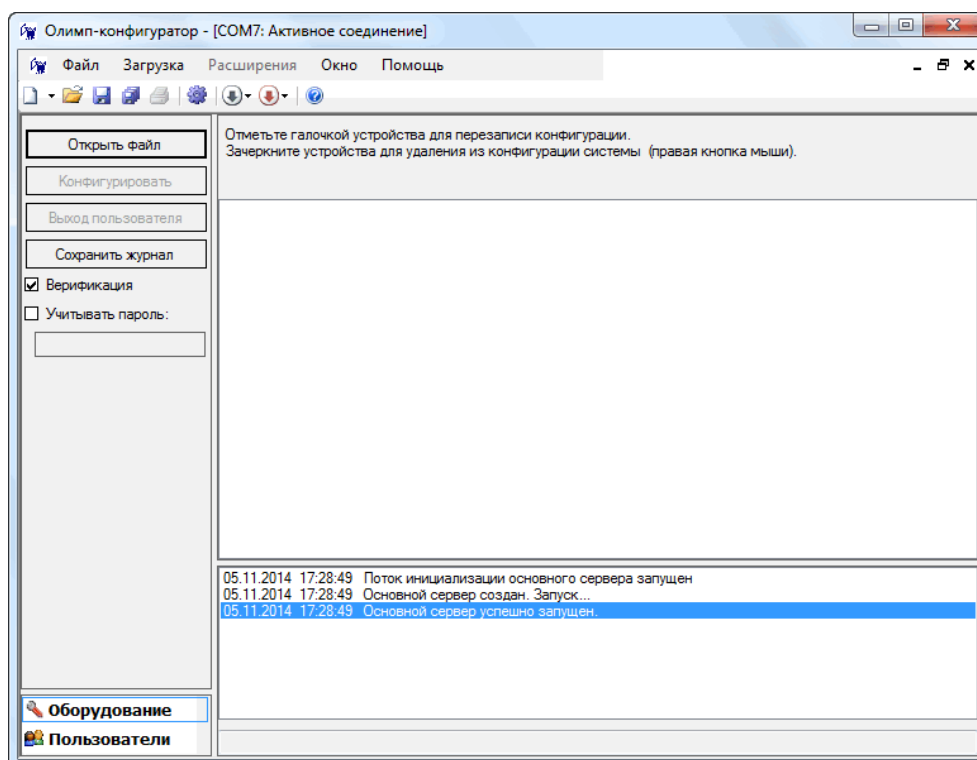 Олимп-конфигуратор - [COM7: Активное соединение]
Файл Загрузка Расширения Окно Помощь
Открыть файл
Конфигурировать
Выход пользователя
Сохранить журнал
Верификация
Учитывать пароль:
Отметьте галочкой устройства для перезаписи конфигурации.
Зачеркните устройства для удаления из конфигурации системы (правая кнопка мыши).
05.11.2014 17:28:49 Поток инициализации основного сервера запущен
05.11.2014 17:28:49 Основной сервер создан. Запуск...
05.11.2014 17:28:49 Основной сервер успешно запущен.
Оборудование
Пользователи